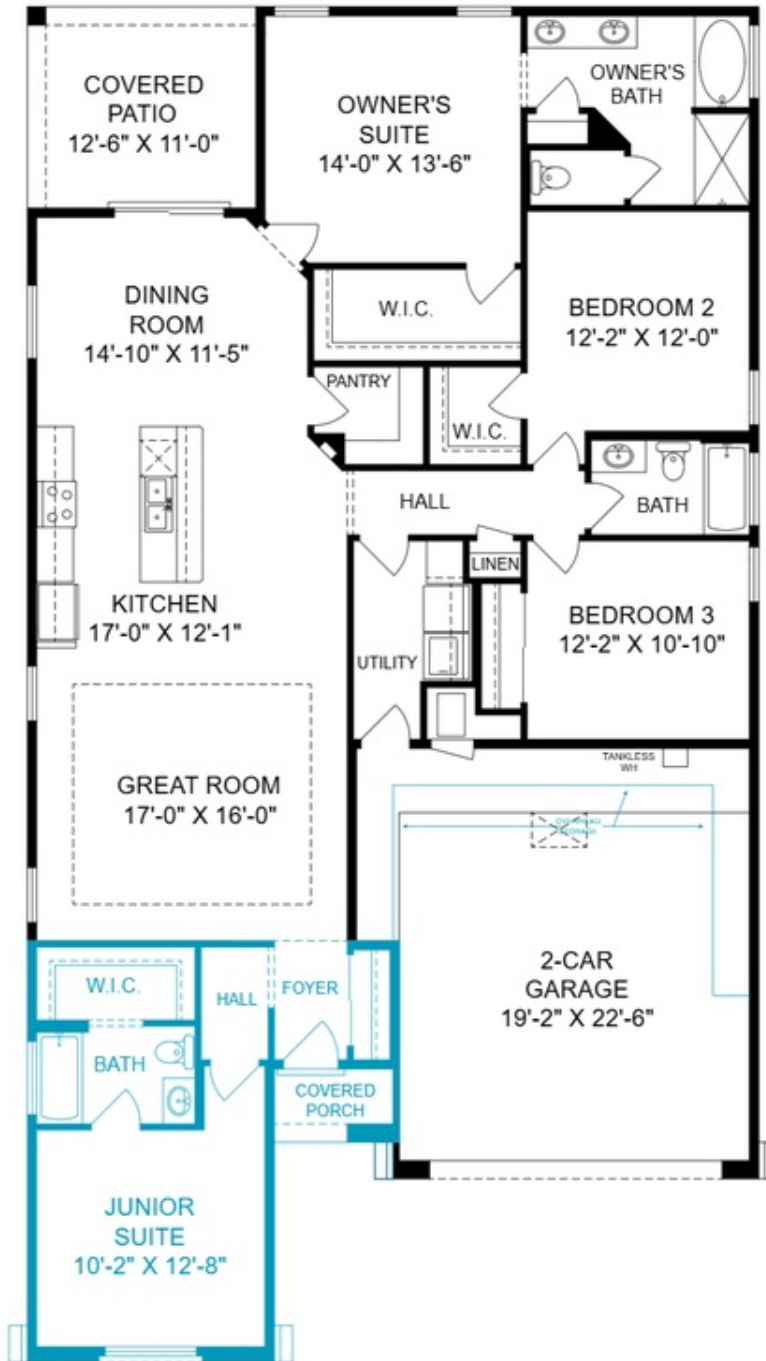 COVERED
PATIO
12'-6" X 11'-0"
OWNER'S
SUITE
14'-0" X 13'-6"
OWNER'S
BATH
DINING
ROOM
14'-10" X 11'-5"
W.I.C.
BEDROOM 2
12'-2" X 12'-0"
PANTRY
W.I.C.
HALL
BATH
LINEN
KITCHEN
17'-0" X 12'-1"
BEDROOM 3
12'-2" X 10'-10"
UTILITY
TANKLESS
WH
GREAT ROOM
17'-0" X 16'-0"
OVERHEAD
STORAGE
2-CAR
GARAGE
19'-2" X 22'-6"
W.I.C.
HALL
FOYER
BATH
COVERED
PORCH
JUNIOR
SUITE
10'-2" X 12'-8"